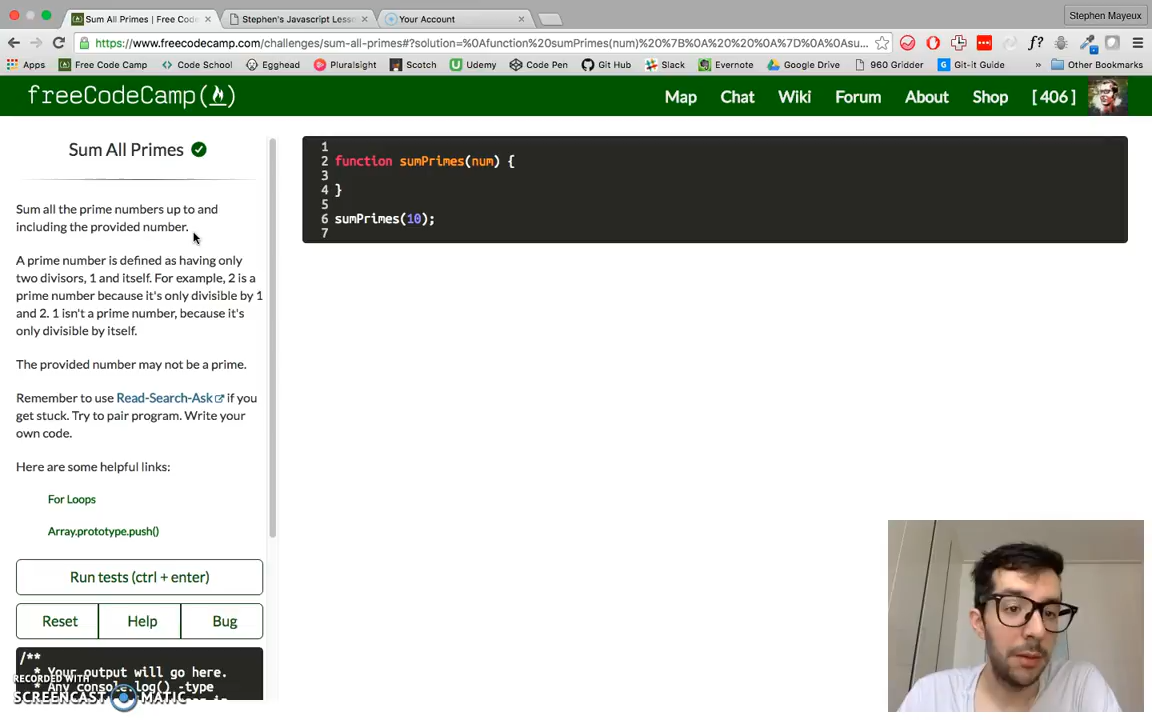 Sum All Primes | Free Code
Stephen's Javascript Less
Your Account
Stephen Mayeux
https://www.freecodecamp.com/challenges/sum-all-primes#?solution=%0Afunction%20sumPrimes(num)%20%7B%0A%20%20%0A%7D%0A%0Asu...
f?
Apps Free Code Camp Code School Egghead Pluralsight Scotch Udemy Code Pen Git Hub Slack Evernote Google Drive 960 Gridder Git-it Guide » Other Bookmarks
freeCodeCamp
Map Chat Wiki Forum About Shop [ 406 ]
Sum All Primes
Sum all the prime numbers up to and
including the provided number.
A prime number is defined as having only
two divisors, 1 and itself. For example, 2 is a
prime number because it's only divisible by 1
and 2. 1 isn't a prime number, because it's
only divisible by itself.
The provided number may not be a prime.
Remember to use Read-Search-Ask if you
get stuck. Try to pair program. Write your
own code.
Here are some helpful links:
For Loops
Array.prototype.push()
Run tests (ctrl + enter)
Reset Help Bug
/**
* Your output will go here.
* Any console.log() -type
RECORDED WITH
SCREENCAST MATIC
1
2 function sumPrimes(num) {
3
4 }
5
6 sumPrimes(10);
7